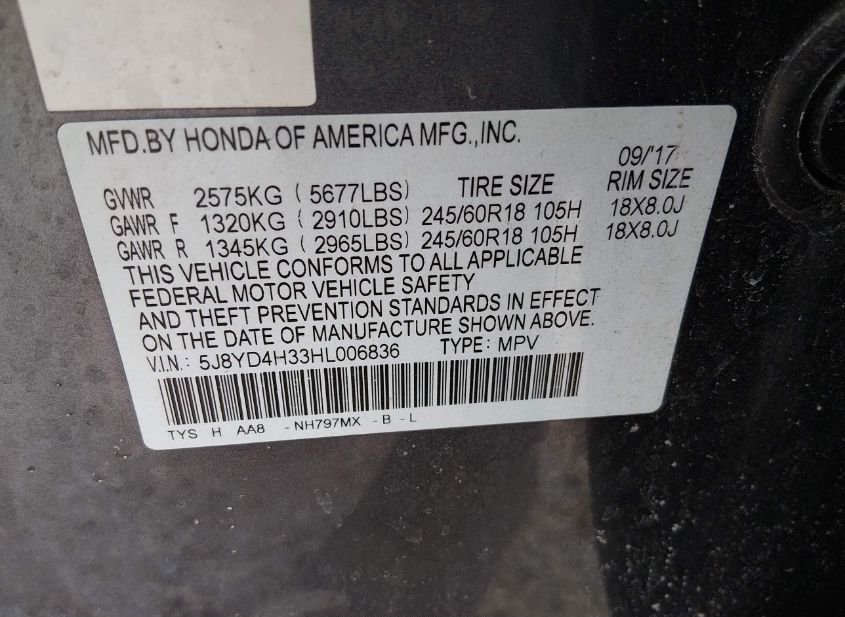 MFD.BY HONDA OF AMERICA MFG.,INC.
09/'17
GVWR 2575KG (5677LBS) TIRE SIZE RIM SIZE
GAWR F 1320KG (2910LBS) 245/60R18 105H 18X8.0J
GAWR R 1345KG (2965LBS) 245/60R18 105H 18X8.0J
THIS VEHICLE CONFORMS TO ALL APPLICABLE
FEDERAL MOTOR VEHICLE SAFETY
AND THEFT PREVENTION STANDARDS IN EFFECT
ON THE DATE OF MANUFACTURE SHOWN ABOVE.
V.I.N.: 5J8YD4H33HL006836 TYPE: MPV
TYS H AA8 -NH797MX -B -L